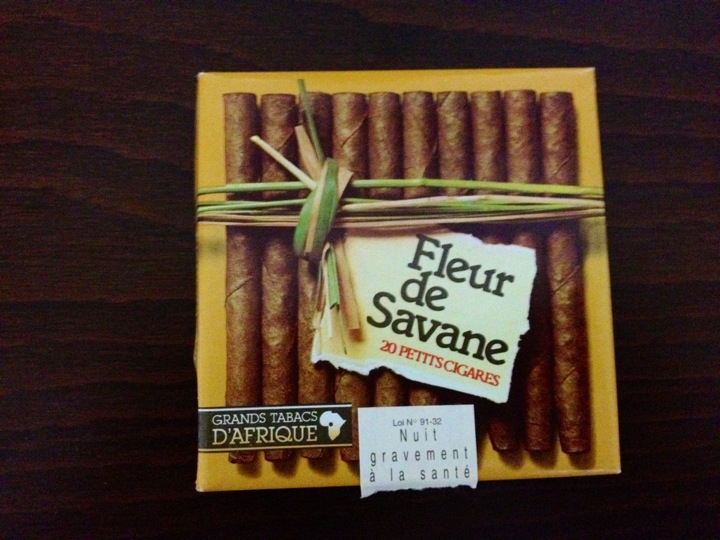 Fleur
de
Savane
20 PETITS CIGARES
GRANDS TABACS
D'AFRIQUE
Loi N° 91-32
Nuit
gravement
à la santé